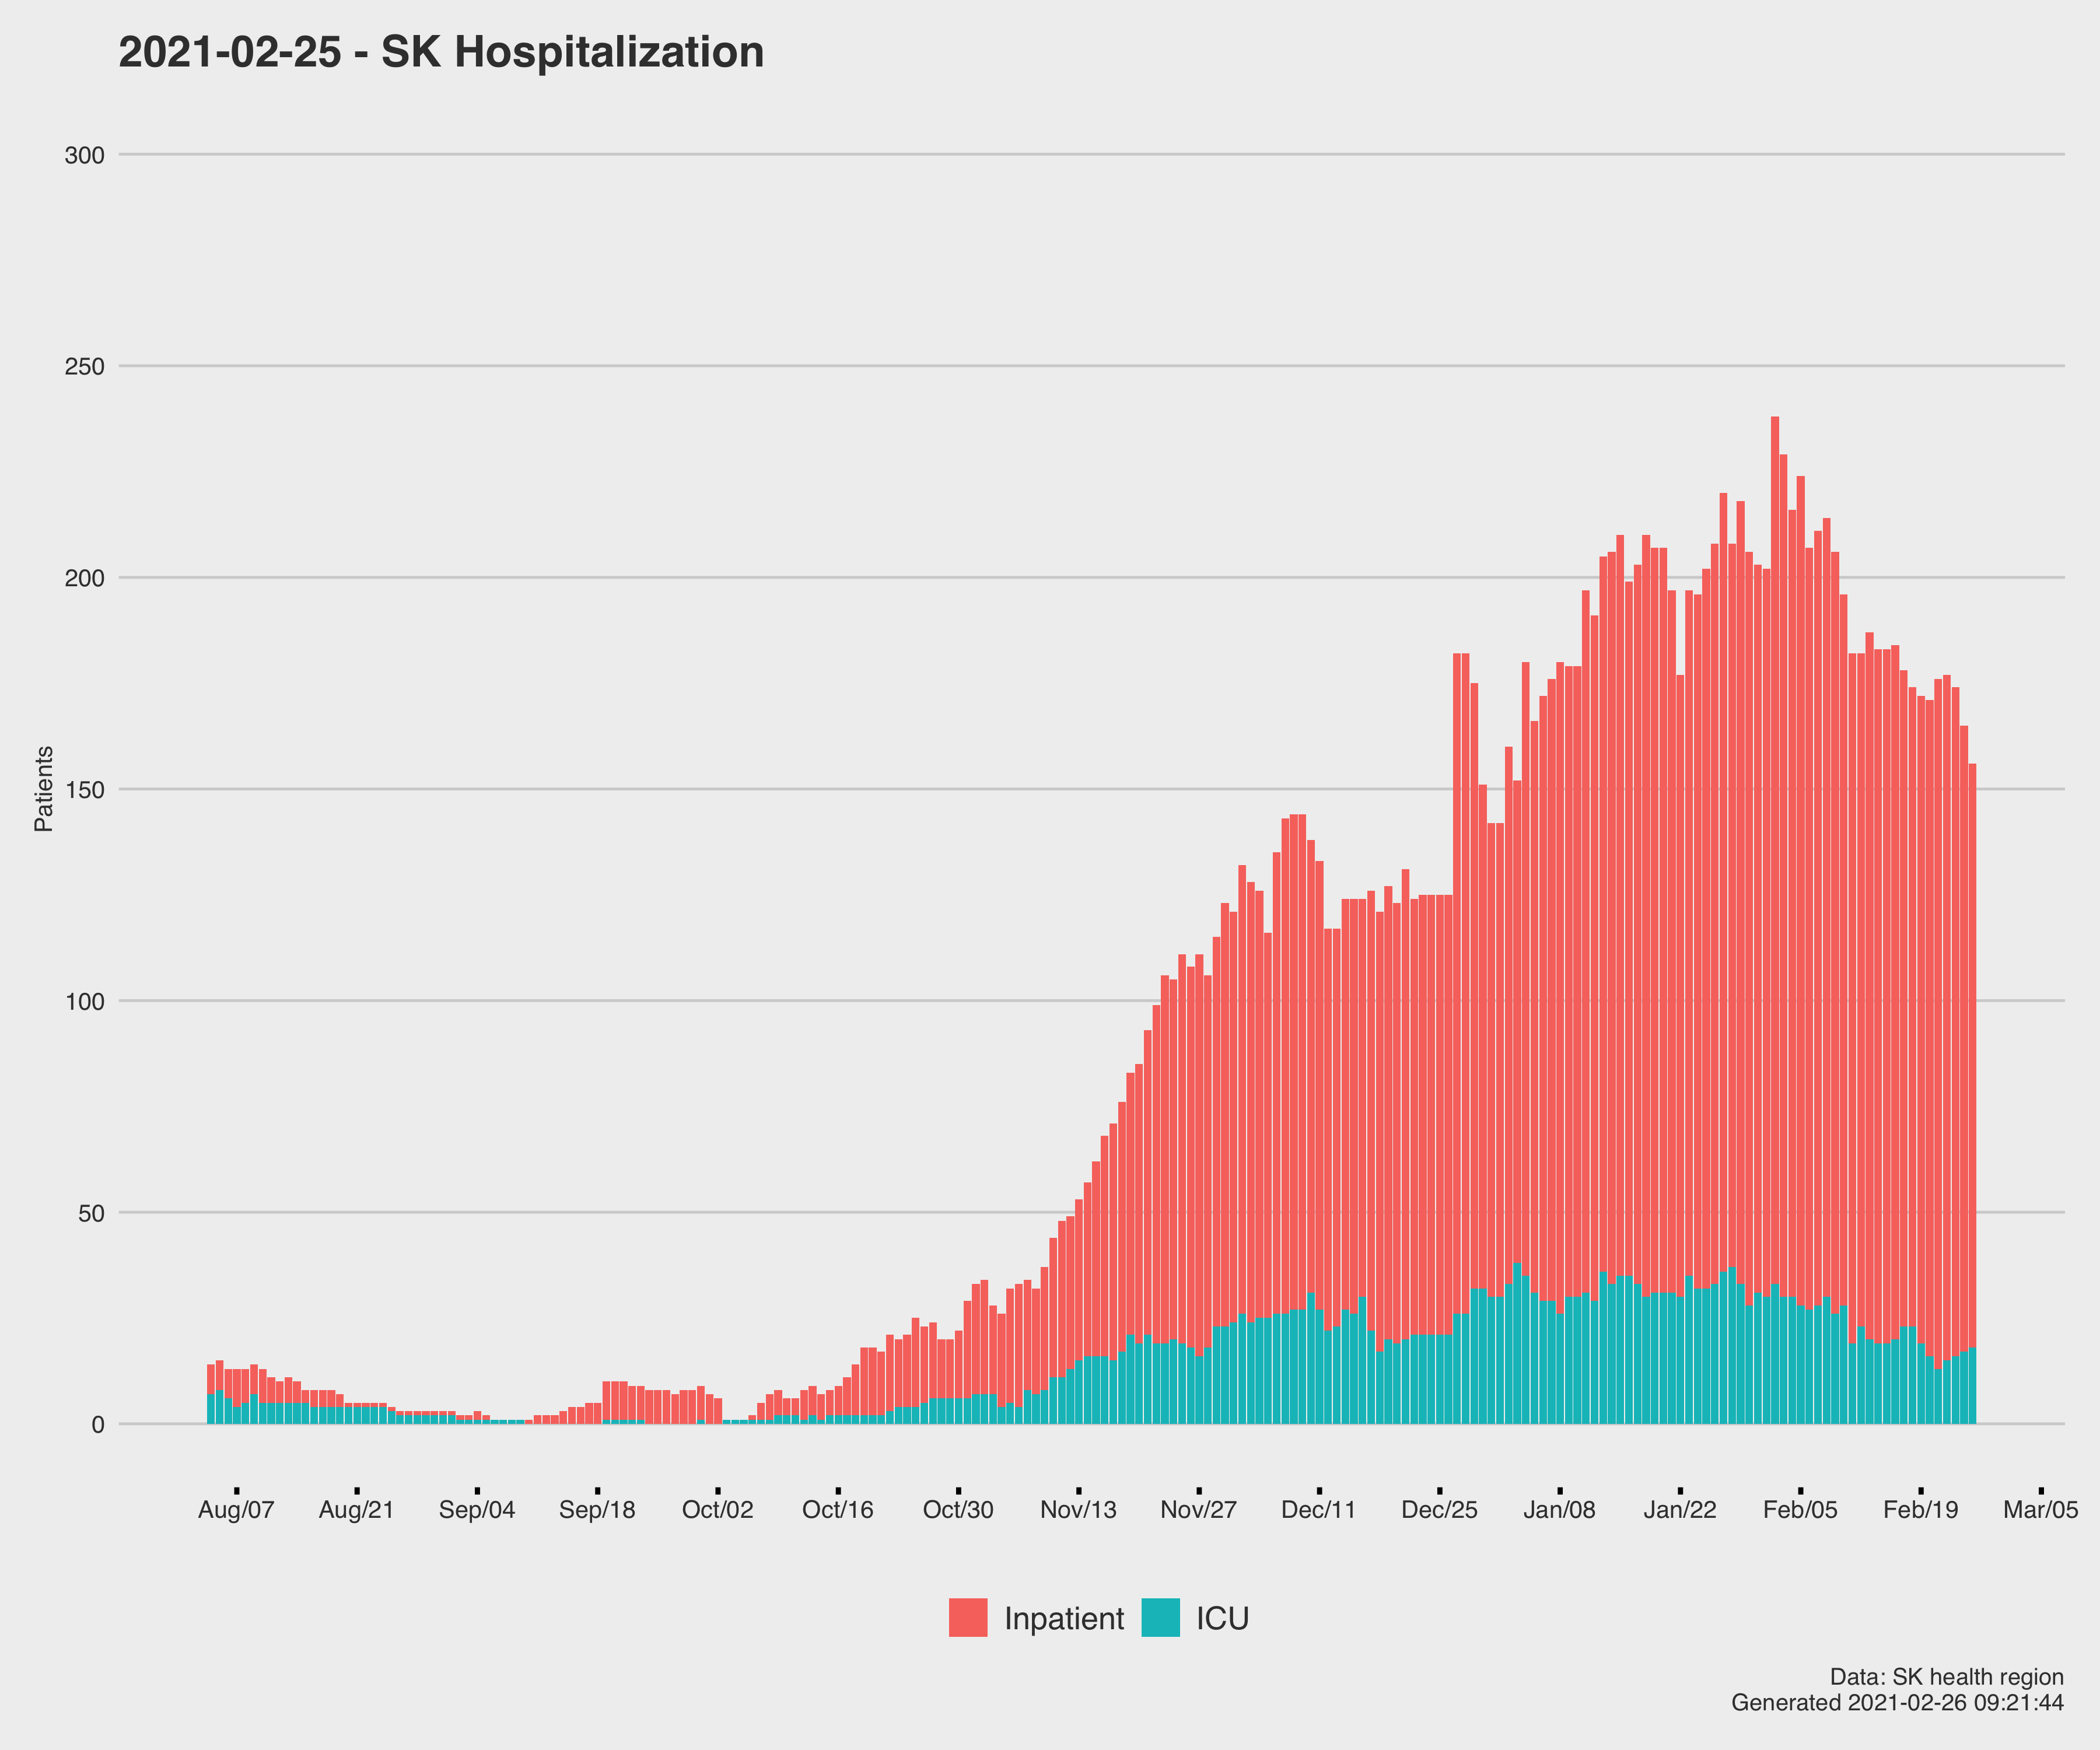 2021-02-25 - SK Hospitalization
300
250
200
150
100
50
0
Patients
Aug/07 Aug/21 Sep/04 Sep/18 Oct/02 Oct/16 Oct/30 Nov/13 Nov/27 Dec/11 Dec/25 Jan/08 Jan/22 Feb/05 Feb/19 Mar/05
Inpatient ICU
Data: SK health region
Generated 2021-02-26 09:21:44